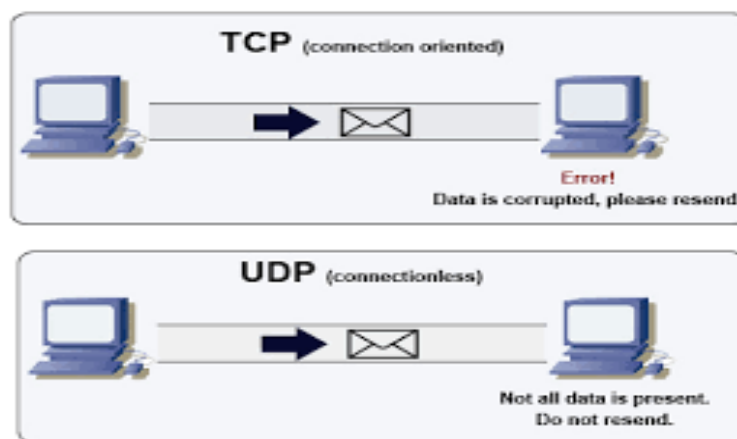 TCP (connection oriented)
Error!
Data is corrupted, please resend
UDP (connectionless)
Not all data is present.
Do not resend.